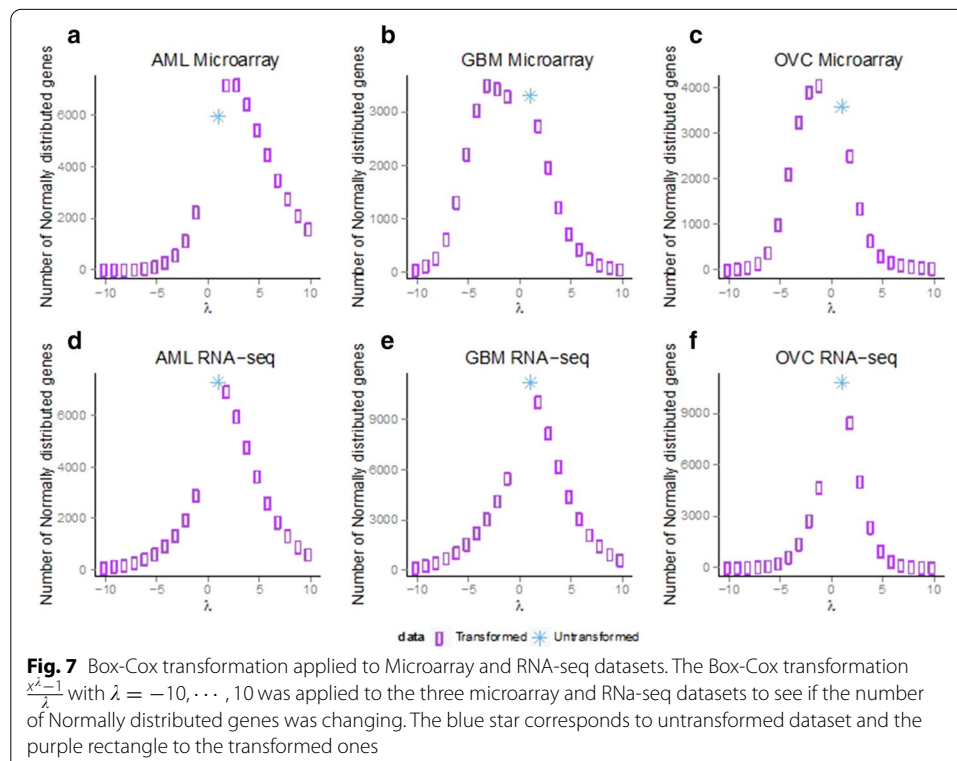 a
b
c
AML Microarray
GBM Microarray
OVC Microarray
Number of Normally distributed genes
6000
4000
2000
0
−10 −5 0 5 10
λ
Number of Normally distributed genes
3000
2000
1000
0
−10 −5 0 5 10
λ
Number of Normally distributed genes
4000
3000
2000
1000
0
−10 −5 0 5 10
λ
d
e
f
AML RNA−seq
GBM RNA−seq
OVC RNA−seq
Number of Normally distributed genes
6000
4000
2000
0
−10 −5 0 5 10
λ
Number of Normally distributed genes
9000
6000
3000
0
−10 −5 0 5 10
λ
Number of Normally distributed genes
9000
6000
3000
0
−10 −5 0 5 10
λ
data Transformed Untransformed
Fig. 7 Box-Cox transformation applied to Microarray and RNA-seq datasets. The Box-Cox transformation
x^λ−1/λ with λ = −10, ··· , 10 was applied to the three microarray and RNa-seq datasets to see if the number
of Normally distributed genes was changing. The blue star corresponds to untransformed dataset and the
purple rectangle to the transformed ones